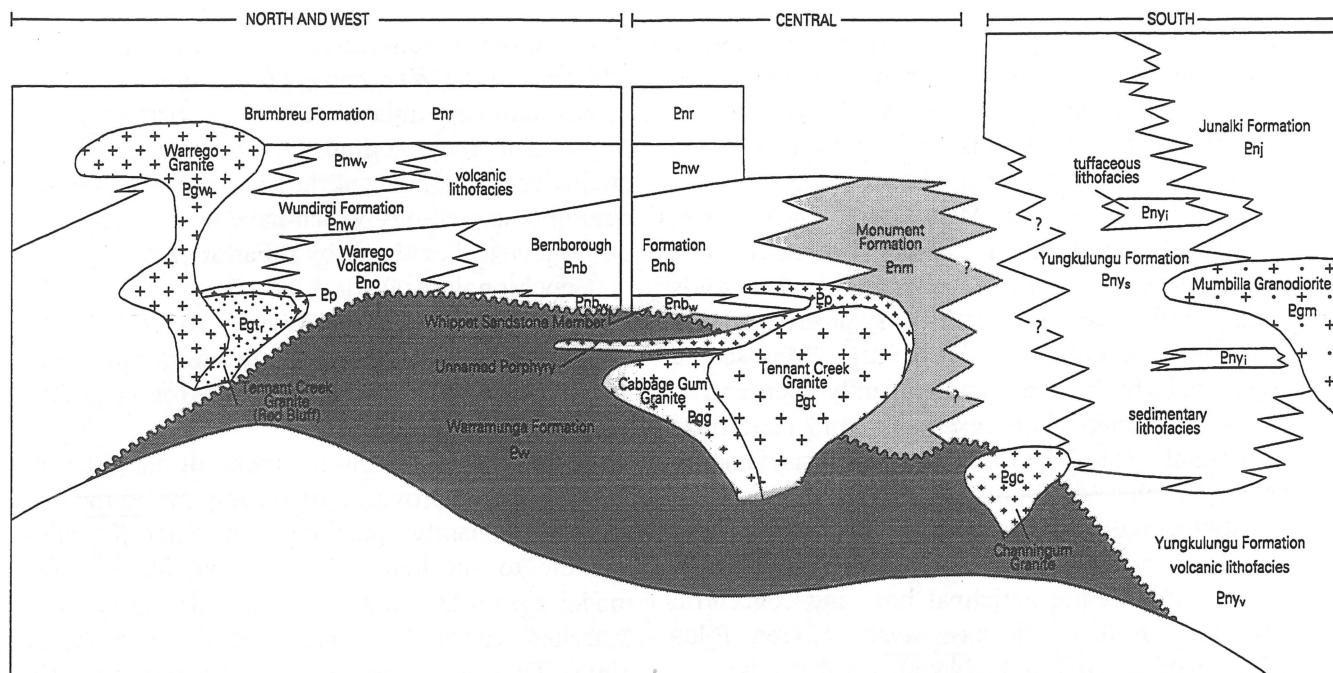 NORTH AND WEST
CENTRAL
SOUTH
Brumbreu Formation
Ꝑnr
Ꝑnr
Warrego
Granite
Ꝑgw
Ꝑnwᵥ
volcanic
lithofacies
Ꝑnw
Wundirgi Formation
Ꝑnw
Warrego
Volcanics
Ꝑno
Bernborough
Ꝑnb
Formation
Ꝑnb
Monument
Formation
Ꝑnm
?
Junalki Formation
Ꝑnj
tuffaceous
lithofacies
Ꝑnyᵢ
?
Yungkulungu Formation
Ꝑnyₛ
?
Mumbilla Granodiorite
Ꝑgm
Ꝑp
Ꝑgt
Ꝑnbw
Ꝑnbw
Ꝑp
Whippet Sandstone Member
Unnamed Porphyry
Ꝑnyᵢ
Tennant Creek
Granite
(Red Bluff)
Cabbage Gum
Granite
Ꝑgg
Tennant Creek
Granite
Ꝑgt
?
sedimentary
lithofacies
Warramunga Formation
Ꝑw
Ꝑgc
Channingum
Granite
Yungkulungu Formation
volcanic lithofacies
Ꝑnyᵥ